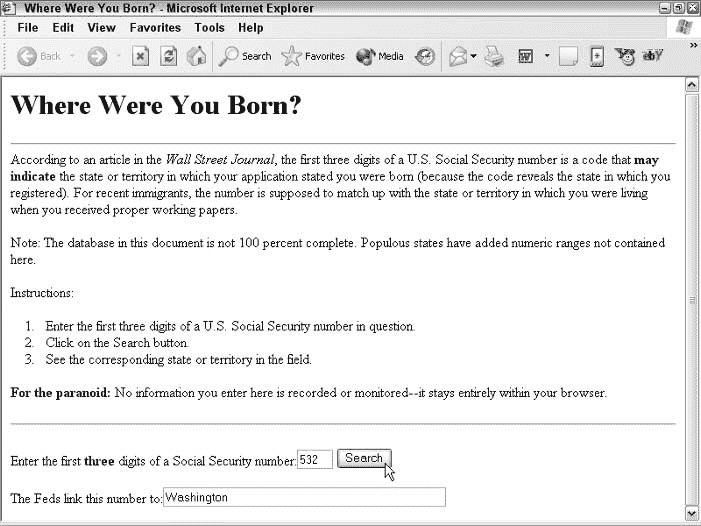 Where Were You Born? - Microsoft Internet Explorer
File Edit View Favorites Tools Help
Back Search Favorites Media
Where Were You Born?
According to an article in the Wall Street Journal, the first three digits of a U.S. Social Security number is a code that may
indicate the state or territory in which your application stated you were born (because the code reveals the state in which you
registered). For recent immigrants, the number is supposed to match up with the state or territory in which you were living
when you received proper working papers.
Note: The database in this document is not 100 percent complete. Populous states have added numeric ranges not contained
here.
Instructions:
1. Enter the first three digits of a U.S. Social Security number in question.
2. Click on the Search button.
3. See the corresponding state or territory in the field.
For the paranoid: No information you enter here is recorded or monitored--it stays entirely within your browser.
Enter the first three digits of a Social Security number: 532 Search
The Feds link this number to: Washington